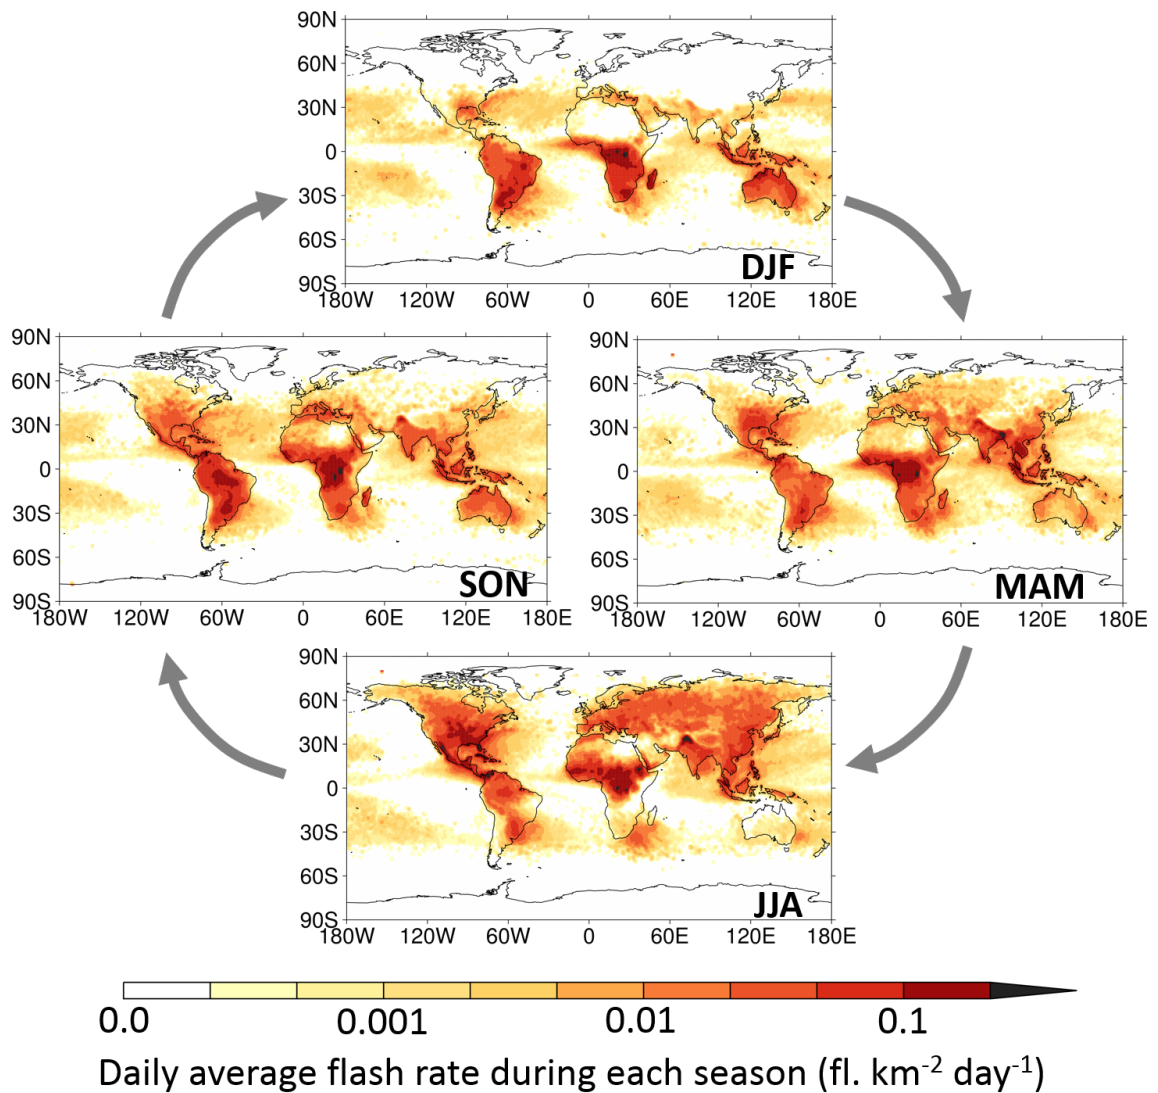 90N
60N
30N
0
30S
60S
90S
DJF
180W 120W 60W 0 60E 120E 180E
90N
60N
30N
0
30S
60S
90S
SON
180W 120W 60W 0 60E 120E 180E
90N
60N
30N
0
30S
60S
90S
MAM
180W 120W 60W 0 60E 120E 180E
90N
60N
30N
0
30S
60S
90S
JJA
180W 120W 60W 0 60E 120E 180E
0.0 0.001 0.01 0.1
Daily average flash rate during each season (fl. km⁻² day⁻¹)